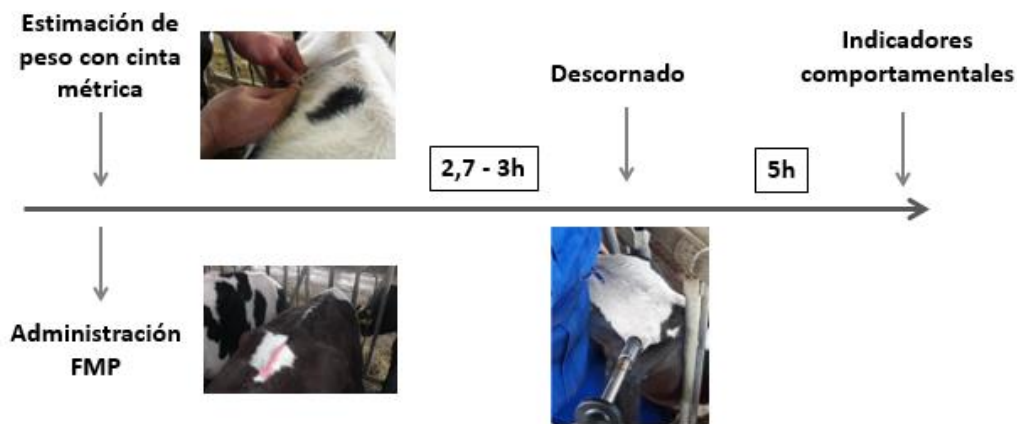 Estimación de
peso con cinta
métrica
2,7 - 3h
Descornado
5h
Indicadores
comportamentales
Administración
FMP